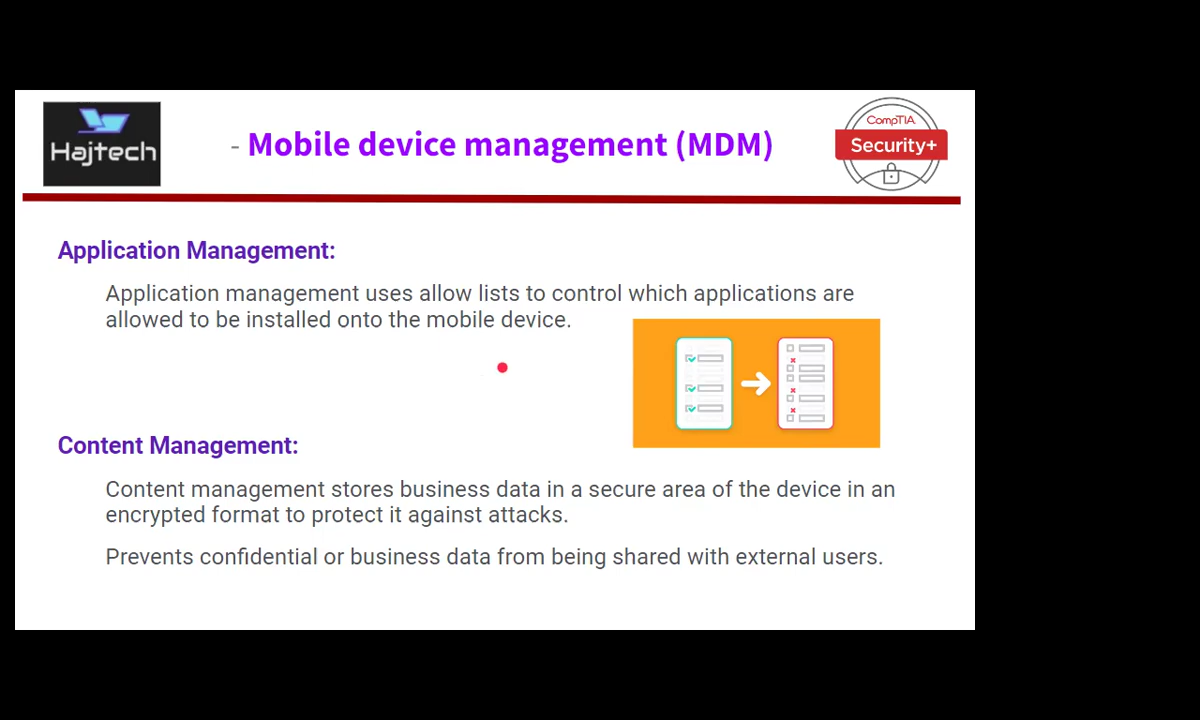 Hajtech
- Mobile device management (MDM)
CompTIA.
Security+
Application Management:
Application management uses allow lists to control which applications are
allowed to be installed onto the mobile device.
Content Management:
Content management stores business data in a secure area of the device in an
encrypted format to protect it against attacks.
Prevents confidential or business data from being shared with external users.